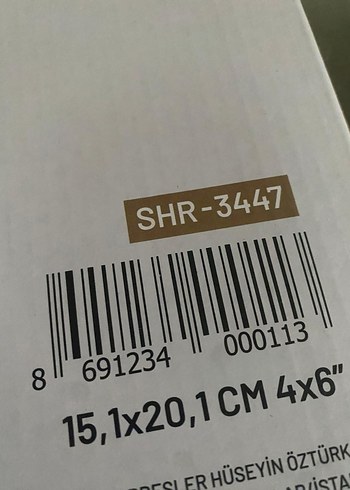 SHR-3447
8 691234 000113
15,1x20,1 CM 4x6"
HÜSEYİN ÖZTÜRK